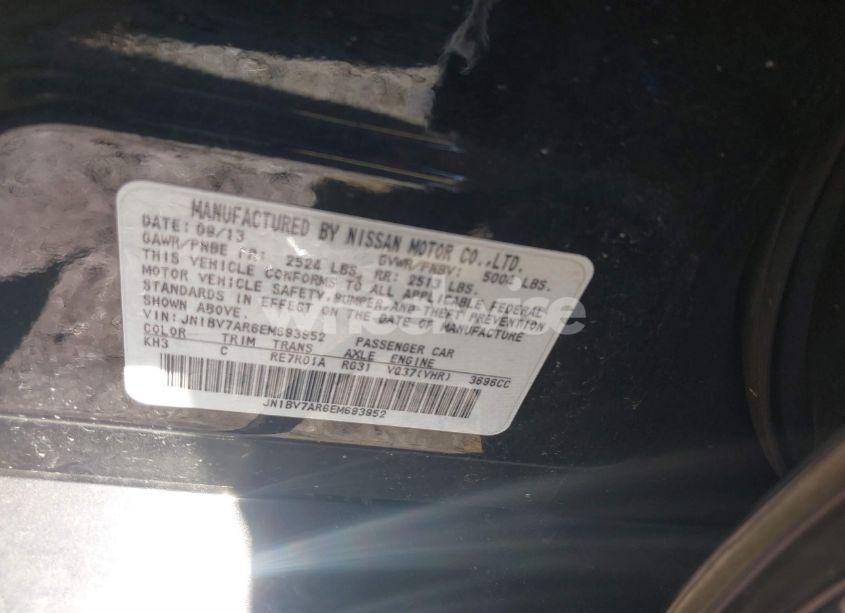 MANUFACTURED BY NISSAN MOTOR CO.,LTD.
DATE: 09/13 GVWR/PNBV: 5004 LBS.
GAWR/PNBE FR: 2524 LBS. RR: 2513 LBS.
THIS VEHICLE CONFORMS TO ALL APPLICABLE FEDERAL
MOTOR VEHICLE SAFETY, BUMPER, AND THEFT PREVENTION
STANDARDS IN EFFECT ON THE DATE OF MANUFACTURE
SHOWN ABOVE.
VIN: JN1BV7AR6EM693952 PASSENGER CAR
COLOR TRIM TRANS AXLE ENGINE
KH3 C RE7R01A RG31 VQ37(VHR) 3696CC
JN1BV7AR6EM693952